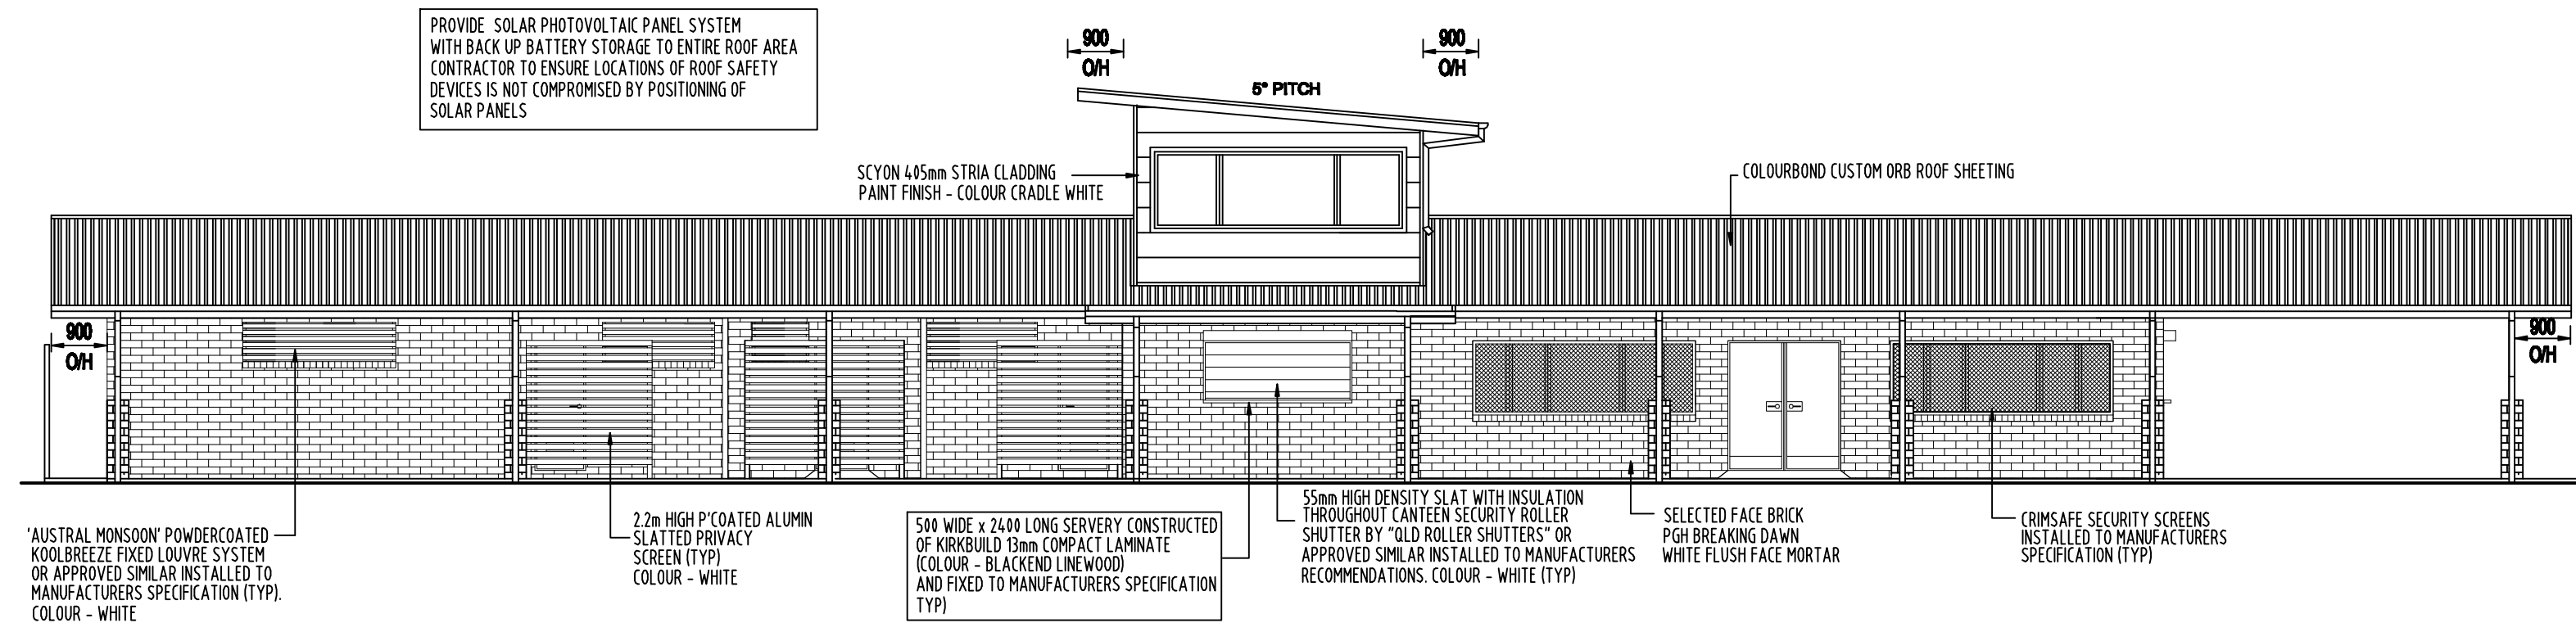 PROVIDE SOLAR PHOTOVOLTAIC PANEL SYSTEM
WITH BACK UP BATTERY STORAGE TO ENTIRE ROOF AREA
CONTRACTOR TO ENSURE LOCATIONS OF ROOF SAFETY
DEVICES IS NOT COMPROMISED BY POSITIONING OF
SOLAR PANELS
900
O/H
900
O/H
5° PITCH
SCYON 405mm STRIA CLADDING
PAINT FINISH - COLOUR CRADLE WHITE
COLOURBOND CUSTOM ORB ROOF SHEETING
900
O/H
900
O/H
'AUSTRAL MONSOON' POWDERCOATED
KOOLBREEZE FIXED LOUVRE SYSTEM
OR APPROVED SIMILAR INSTALLED TO
MANUFACTURERS SPECIFICATION (TYP).
COLOUR - WHITE
2.2m HIGH P'COATED ALUMIN
SLATTED PRIVACY
SCREEN (TYP)
COLOUR - WHITE
500 WIDE x 2400 LONG SERVERY CONSTRUCTED
OF KIRKBUILD 13mm COMPACT LAMINATE
(COLOUR - BLACKEND LINEWOOD)
AND FIXED TO MANUFACTURERS SPECIFICATION
TYP)
55mm HIGH DENSITY SLAT WITH INSULATION
THROUGHOUT CANTEEN SECURITY ROLLER
SHUTTER BY "QLD ROLLER SHUTTERS" OR
APPROVED SIMILAR INSTALLED TO MANUFACTURERS
RECOMMENDATIONS. COLOUR - WHITE (TYP)
SELECTED FACE BRICK
PGH BREAKING DAWN
WHITE FLUSH FACE MORTAR
CRIMSAFE SECURITY SCREENS
INSTALLED TO MANUFACTURERS
SPECIFICATION (TYP)